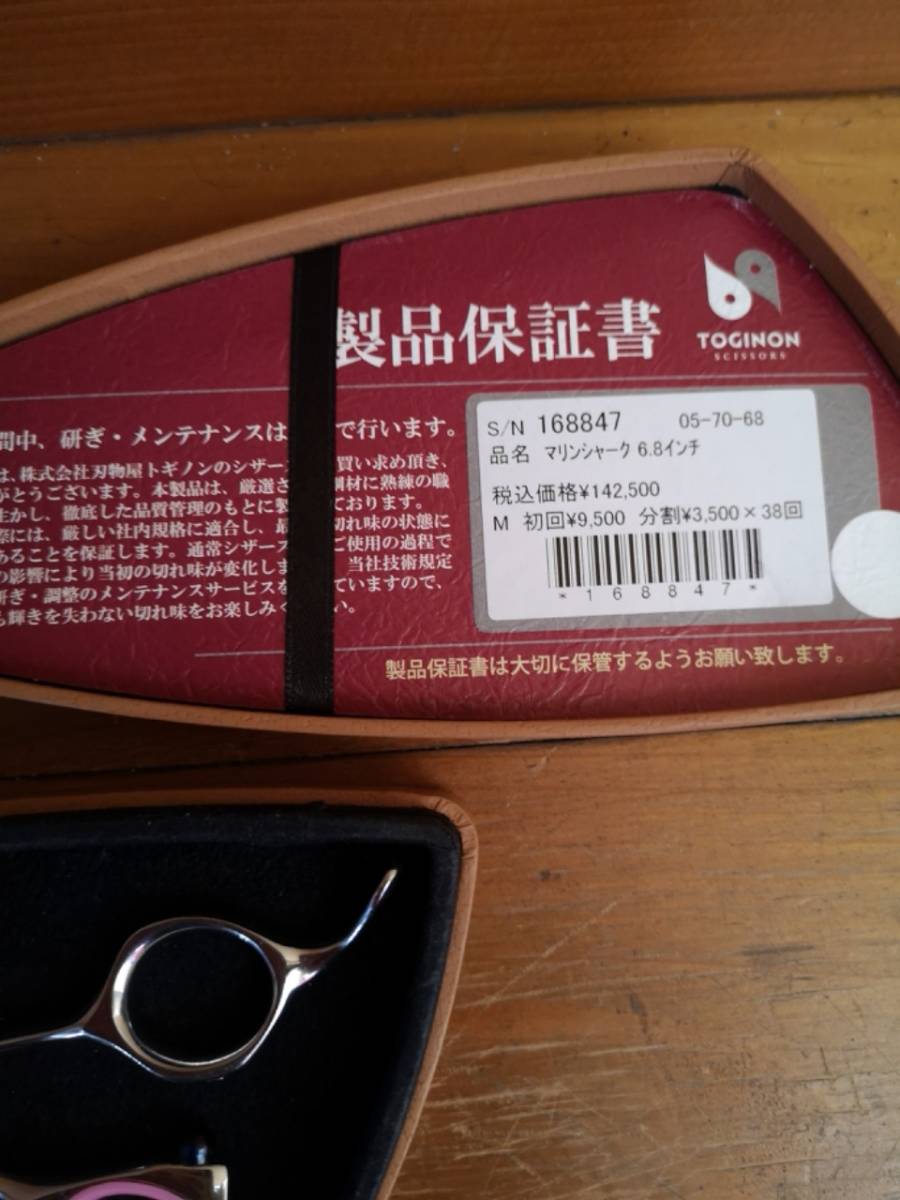 製品保証書
TOGINON
SCISSORS
間中、研ぎ・メンテナンスは で行います。
は、株式会社刃物屋トギノンのシザー 買い求め頂き、
がとうございます。本製品は、厳選さ 鋼材に熟練の職
生かし、徹底した品質管理のもとに製 ております。
際には、厳しい社内規格に適合し、最 切れ味の状態に
あることを保証します。通常シザース ご使用の過程で
の影響により当初の切れ味が変化しま 当社技術規定
研ぎ・調整のメンテナンスサービスを ていますので、
も輝きを失わない切れ味をお楽しみく い。
S/N 168847 05-70-68
品名 マリンシャーク 6.8インチ
税込価格¥142,500
M 初回¥9,500 分割¥3,500×38回
*168847*
製品保証書は大切に保管するようお願い致します。